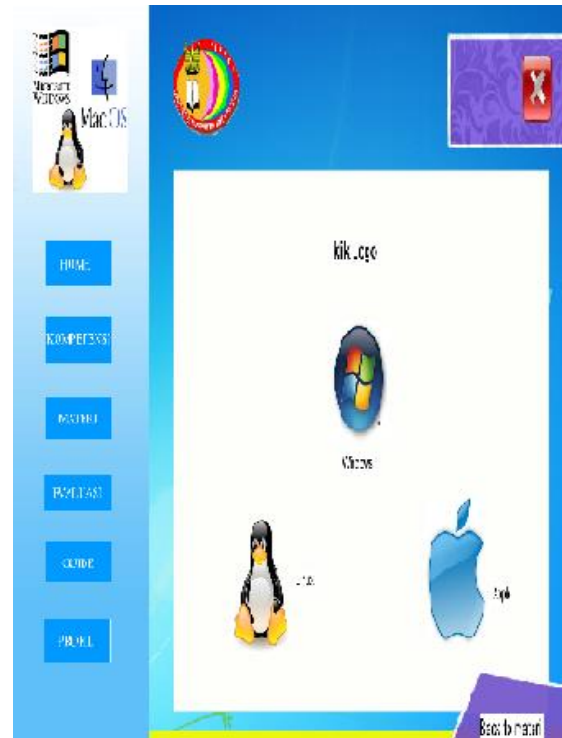 Microsoft
WINDOWS
Mac OS
HOME
KOMPETENSI
MATERI
EVALUASI
GUIDE
PROFIL
klik Logo
Windows
Linux
Apple
Back to materi